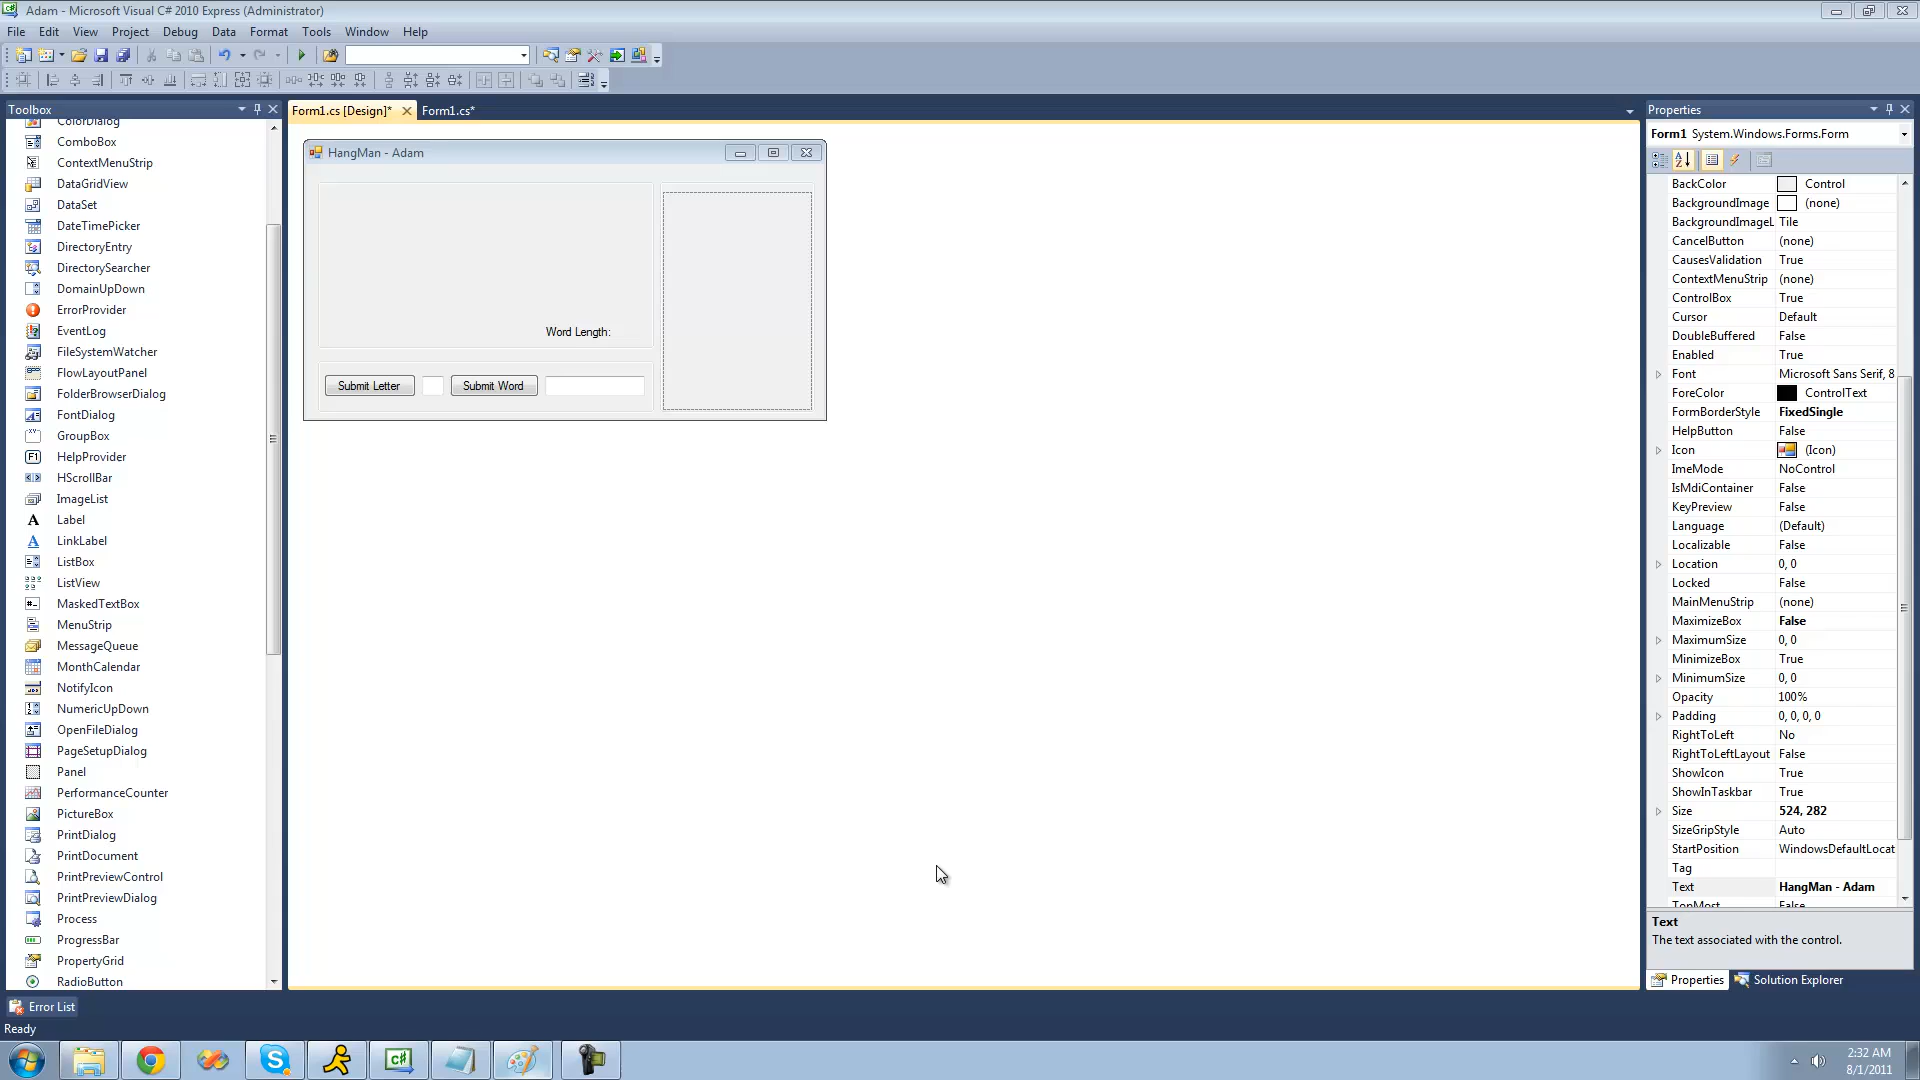 Adam - Microsoft Visual C# 2010 Express (Administrator)
File Edit View Project Debug Data Format Tools Window Help
Toolbox
Form1.cs [Design]*
Form1.cs*
Properties
ColorDialog
ComboBox
ContextMenuStrip
DataGridView
DataSet
DateTimePicker
DirectoryEntry
DirectorySearcher
DomainUpDown
ErrorProvider
EventLog
FileSystemWatcher
FlowLayoutPanel
FolderBrowserDialog
FontDialog
GroupBox
HelpProvider
HScrollBar
ImageList
Label
LinkLabel
ListBox
ListView
MaskedTextBox
MenuStrip
MessageQueue
MonthCalendar
NotifyIcon
NumericUpDown
OpenFileDialog
PageSetupDialog
Panel
PerformanceCounter
PictureBox
PrintDialog
PrintDocument
PrintPreviewControl
PrintPreviewDialog
Process
ProgressBar
PropertyGrid
RadioButton
HangMan - Adam
Word Length:
Submit Letter
Submit Word
Form1 System.Windows.Forms.Form
BackColor Control
BackgroundImage (none)
BackgroundImageL Tile
CancelButton (none)
CausesValidation True
ContextMenuStrip (none)
ControlBox True
Cursor Default
DoubleBuffered False
Enabled True
Font Microsoft Sans Serif, 8
ForeColor ControlText
FormBorderStyle FixedSingle
HelpButton False
Icon (Icon)
ImeMode NoControl
IsMdiContainer False
KeyPreview False
Language (Default)
Localizable False
Location 0, 0
Locked False
MainMenuStrip (none)
MaximizeBox False
MaximumSize 0, 0
MinimizeBox True
MinimumSize 0, 0
Opacity 100%
Padding 0, 0, 0, 0
RightToLeft No
RightToLeftLayout False
ShowIcon True
ShowInTaskbar True
Size 524, 282
SizeGripStyle Auto
StartPosition WindowsDefaultLocat
Tag
Text HangMan - Adam
TopMost False
Text
The text associated with the control.
Properties
Solution Explorer
Error List
Ready
2:32 AM
8/1/2011